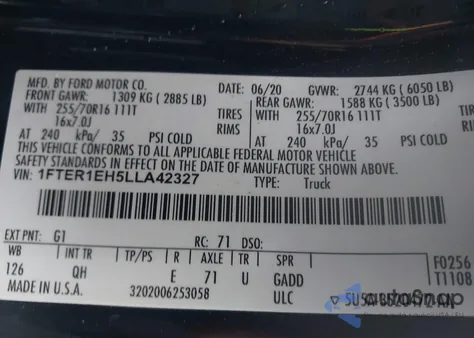 MFD. BY FORD MOTOR CO.
DATE: 06/20 GVWR: 2744 KG (6050 LB)
FRONT GAWR: 1309 KG (2885 LB) REAR GAWR: 1588 KG (3500 LB)
WITH 255/70R16 111T TIRES WITH 255/70R16 111T TIRES
16x7.0J RIMS 16x7.0J RIMS
AT 240 kPa/ 35 PSI COLD AT 240 kPa/ 35 PSI COLD
THIS VEHICLE CONFORMS TO ALL APPLICABLE FEDERAL MOTOR VEHICLE
SAFETY STANDARDS IN EFFECT ON THE DATE OF MANUFACTURE SHOWN ABOVE.
VIN: 1FTER1EH5LLA42327 TYPE: Truck
EXT PNT: G1 RC: 71 DSO:
WB INT TR TP/PS R AXLE TR SPR F0256
126 QH E 71 U GADD T1108
MADE IN U.S.A. 3202006253058 ULC
autoSnap